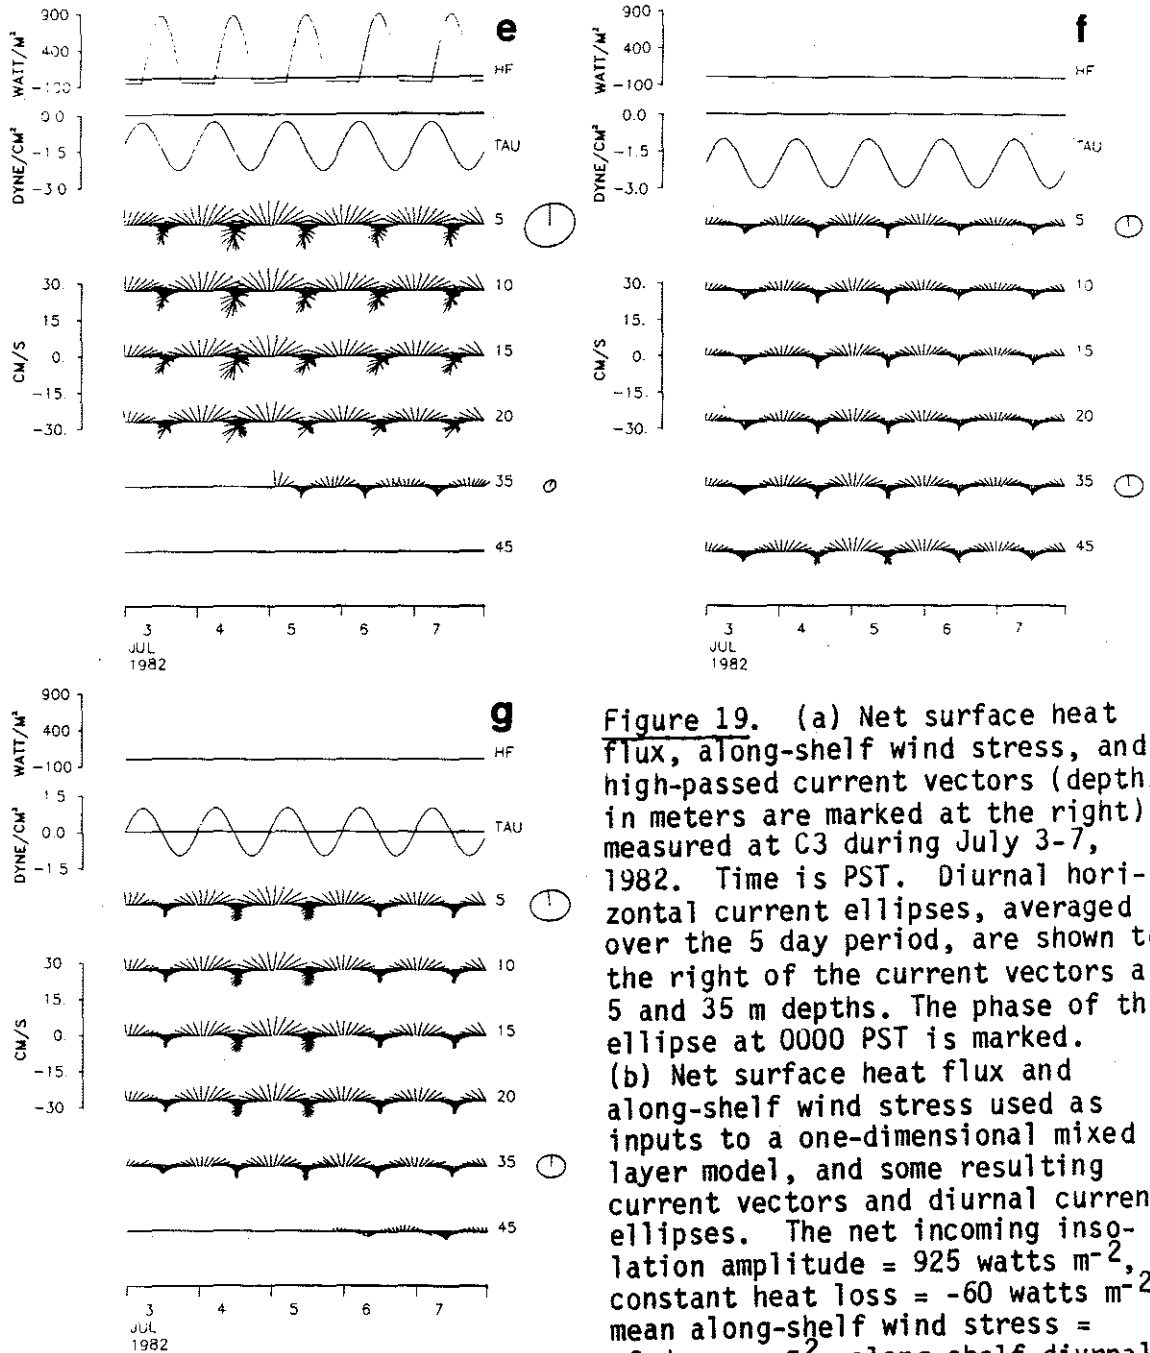 e
900
400
-100
WATT/M²
HF
0.0
-1.5
-3.0
DYNE/CM²
TAU
5
30.
15
0.
-15.
-30.
CM/S
10
15
20
35
45
3 4 5 6 7
JUL
1982
f
900
400
-100
WATT/M²
HF
0.0
-1.5
-3.0
DYNE/CM²
TAU
5
30.
15.
0.
-15.
-30.
CM/S
10
15
20
35
45
3 4 5 6 7
JUL
1982
g
900
400
-100
WATT/M²
HF
1 5
0.0
-1 5
DYNE/CM²
TAU
5
30
15.
0.
-15.
-30
CM/S
10
15
20
35
45
3 4 5 6 7
JUL
1982
Figure 19. (a) Net surface heat
flux, along-shelf wind stress, and
high-passed current vectors (depth
in meters are marked at the right)
measured at C3 during July 3-7,
1982. Time is PST. Diurnal hori-
zontal current ellipses, averaged
over the 5 day period, are shown t
the right of the current vectors a
5 and 35 m depths. The phase of th
ellipse at 0000 PST is marked.
(b) Net surface heat flux and
along-shelf wind stress used as
inputs to a one-dimensional mixed
layer model, and some resulting
current vectors and diurnal curren
ellipses. The net incoming inso-
lation amplitude = 925 watts m⁻²,
constant heat loss = -60 watts m⁻²
mean along-shelf wind stress =
along-shelf diurnal